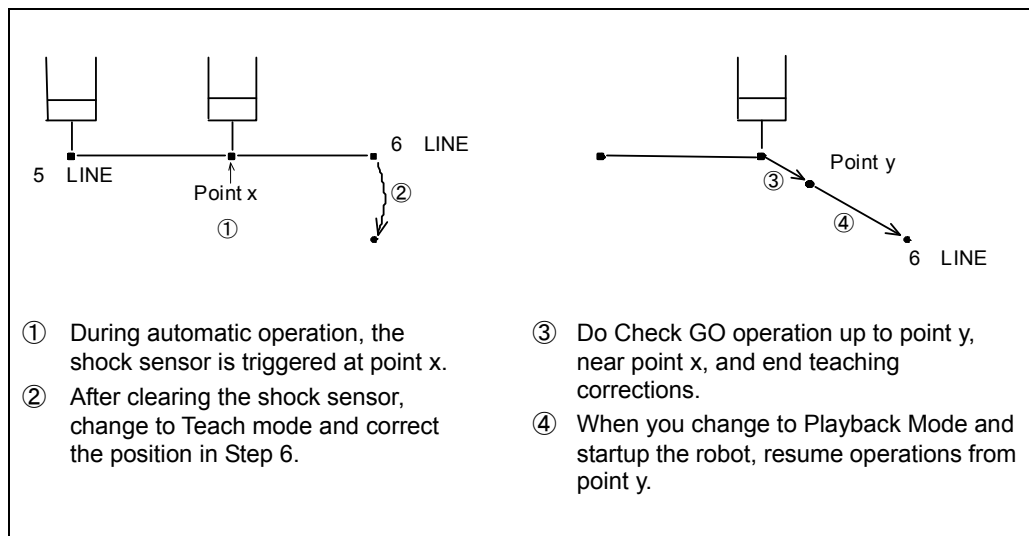 6 LINE
5 LINE
Point x
②
①
Point y
③
④
6 LINE
① During automatic operation, the
shock sensor is triggered at point x.
② After clearing the shock sensor,
change to Teach mode and correct
the position in Step 6.
③ Do Check GO operation up to point y,
near point x, and end teaching
corrections.
④ When you change to Playback Mode and
startup the robot, resume operations from
point y.